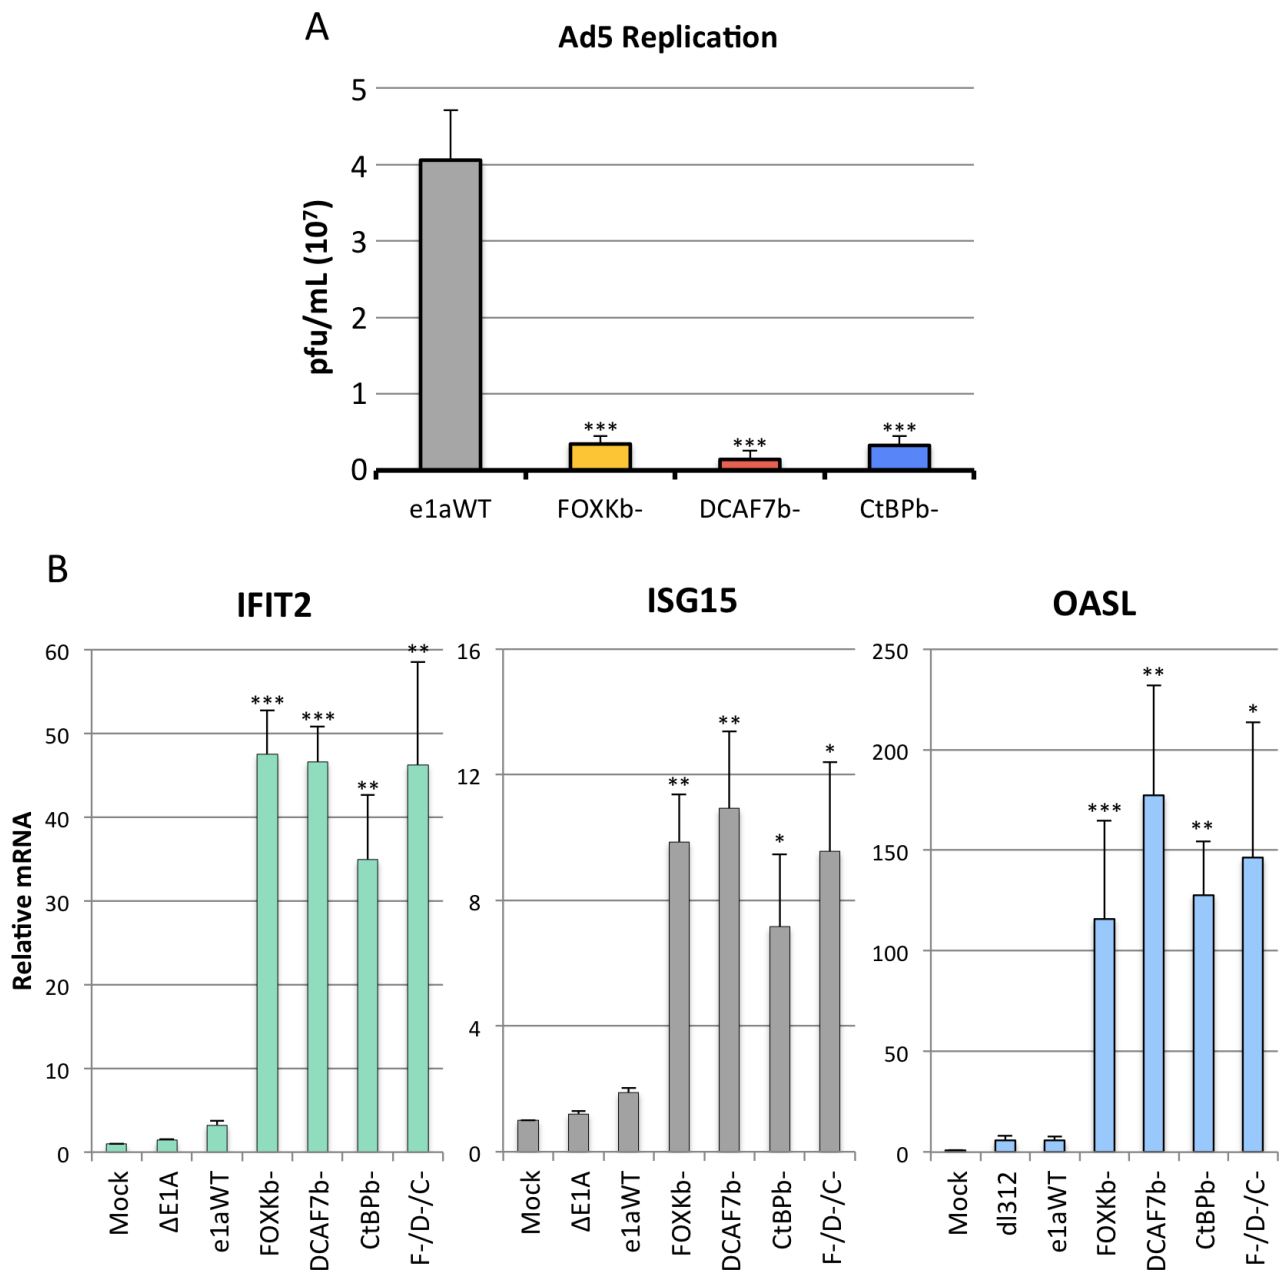 A
Ad5 Replication
pfu/mL (10⁷)
5
4
3
2
1
0
***
***
***
e1aWT FOXKb- DCAF7b- CtBPb-
B
IFIT2
Relative mRNA
60
50
40
30
20
10
0
***
***
**
**
Mock
ΔE1A
e1aWT
FOXKb-
DCAF7b-
CtBPb-
F-/D-/C-
ISG15
16
12
8
4
0
**
**
*
*
Mock
ΔE1A
e1aWT
FOXKb-
DCAF7b-
CtBPb-
F-/D-/C-
OASL
250
200
150
100
50
0
***
**
**
*
Mock
dl312
e1aWT
FOXKb-
DCAF7b-
CtBPb-
F-/D-/C-